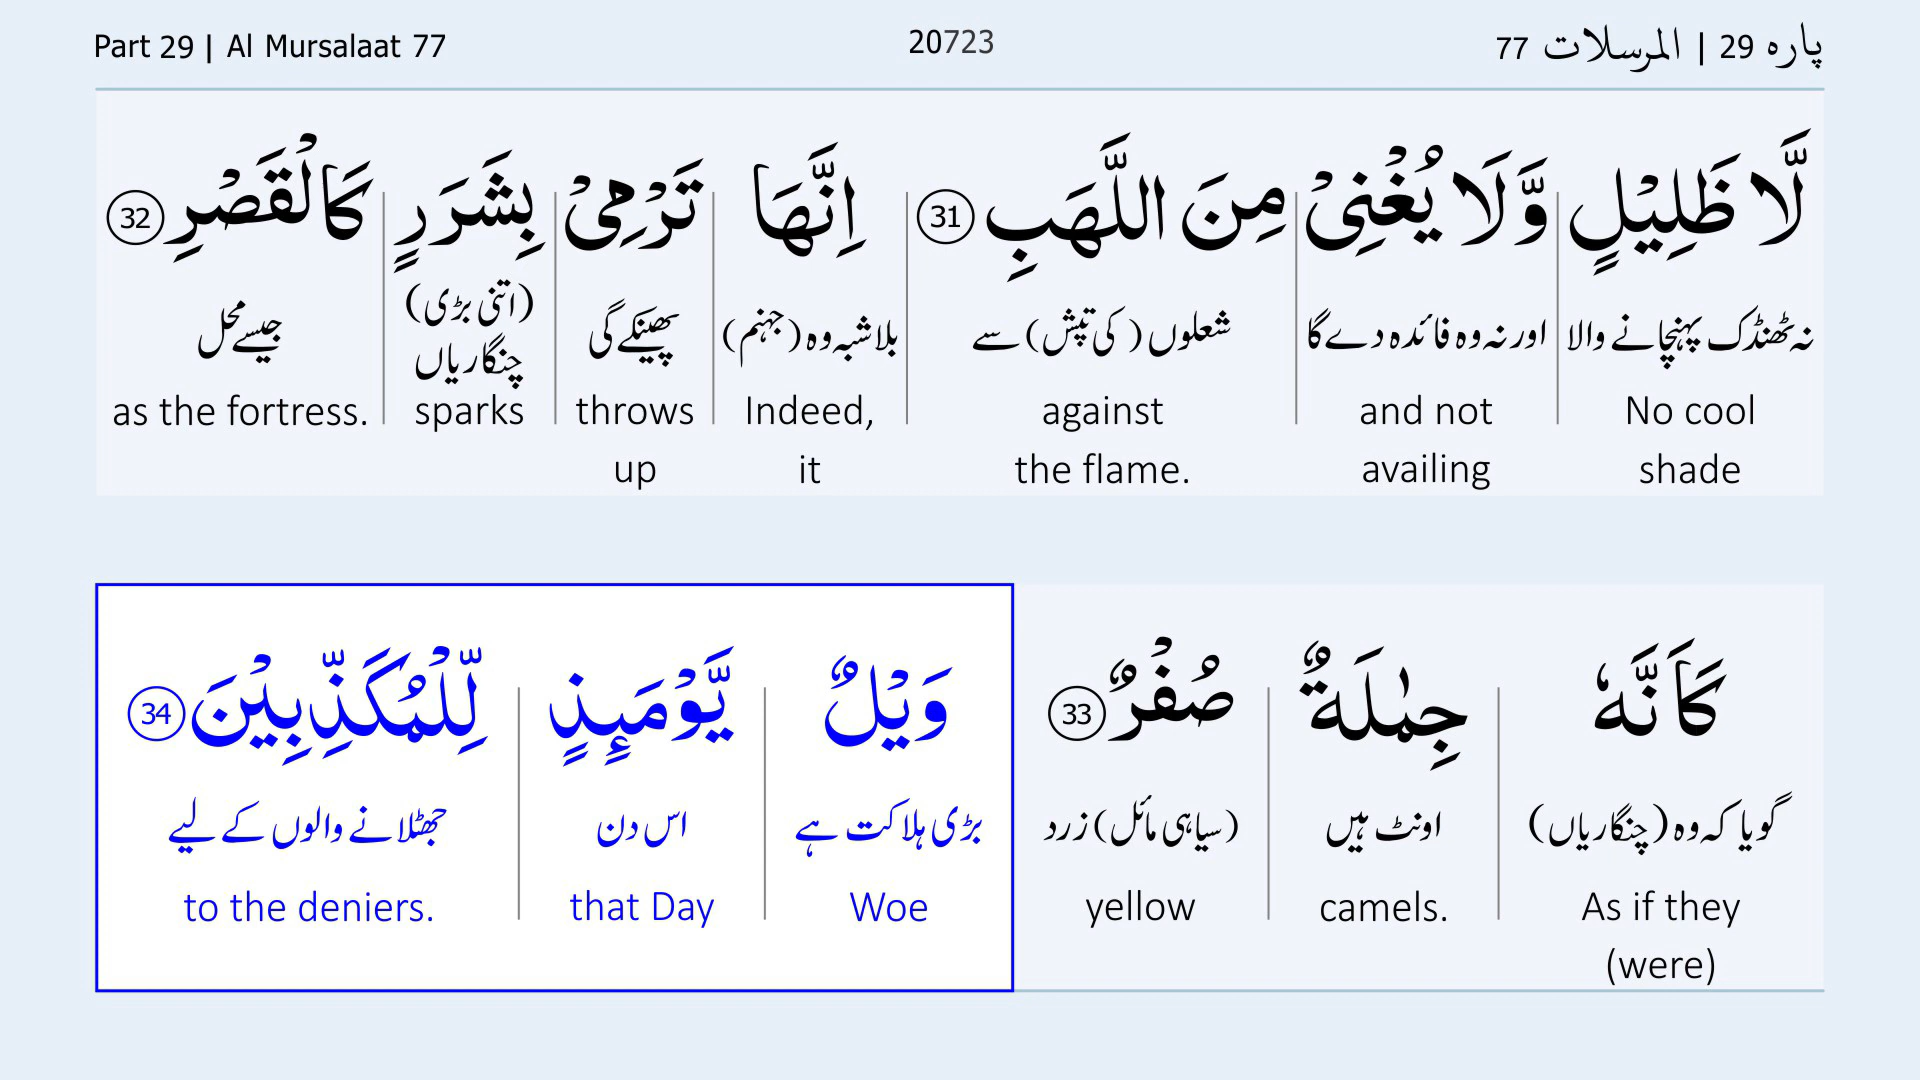 Part 29 | Al Mursalaat 77
20723
پارہ 29 | المرسلات 77
لَّا ظَلِيْلٍ وَّلَا يُغْنِىْ مِنَ اللَّهَبِ 31 اِنَّهَا تَرْمِىْ بِشَرَرٍ كَالْقَصْرِ 32
نہ ٹھنڈک پہنچانے والا اور نہ وہ فائدہ دے گا شعلوں (کی تپش) سے بلاشبہ وہ (جہنم) پھینکے گی (اتنی بڑی) چنگاریاں جیسے محل
No cool shade and not availing against the flame. Indeed, it throws up sparks as the fortress.
كَاَنَّهٗ جِمٰلَةٌ صُفْرٌ 33 وَيْلٌ يَّوْمَىِٕذٍ لِّلْمُكَذِّبِيْنَ 34
گویا کہ وہ (چنگاریاں) اونٹ ہیں (سیاہی مائل) زرد بڑی ہلاکت ہے اس دن جھٹلانے والوں کے لیے
As if they (were) camels. yellow Woe that Day to the deniers.